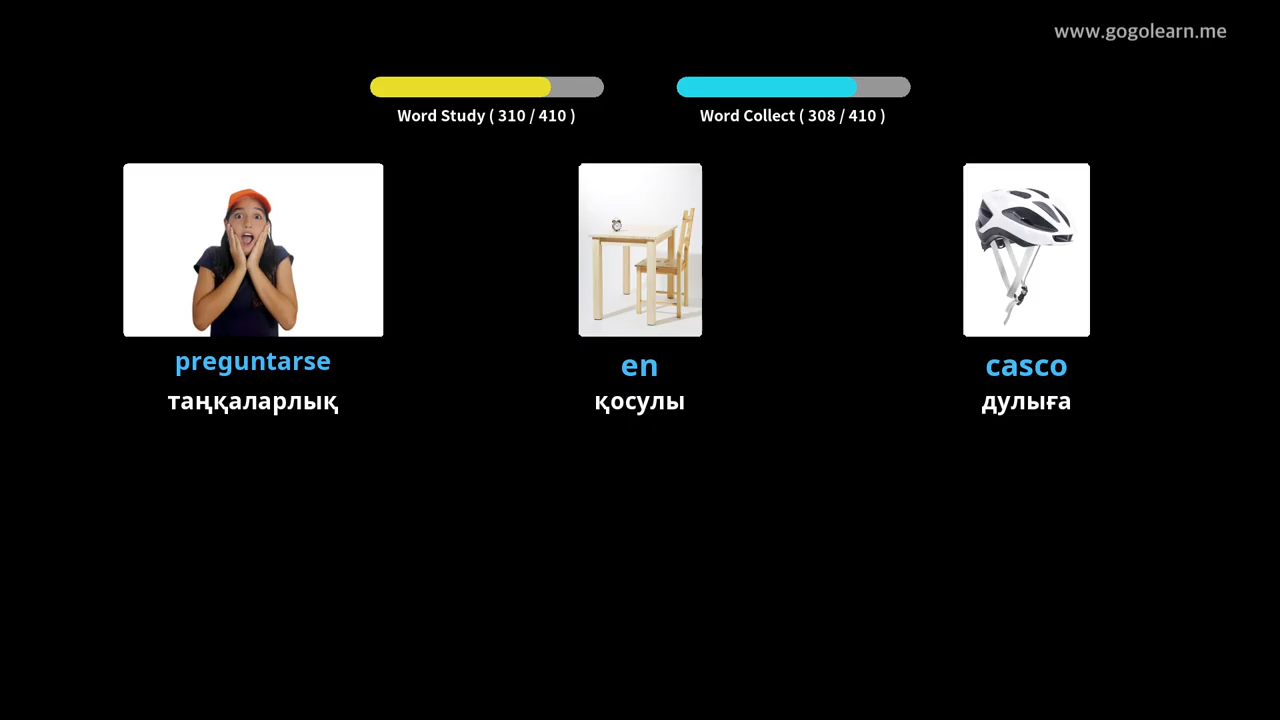 www.gogolearn.me
Word Study ( 310 / 410 )
Word Collect ( 308 / 410 )
preguntarse
en
casco
таңқаларлық
қосулы
дулыға